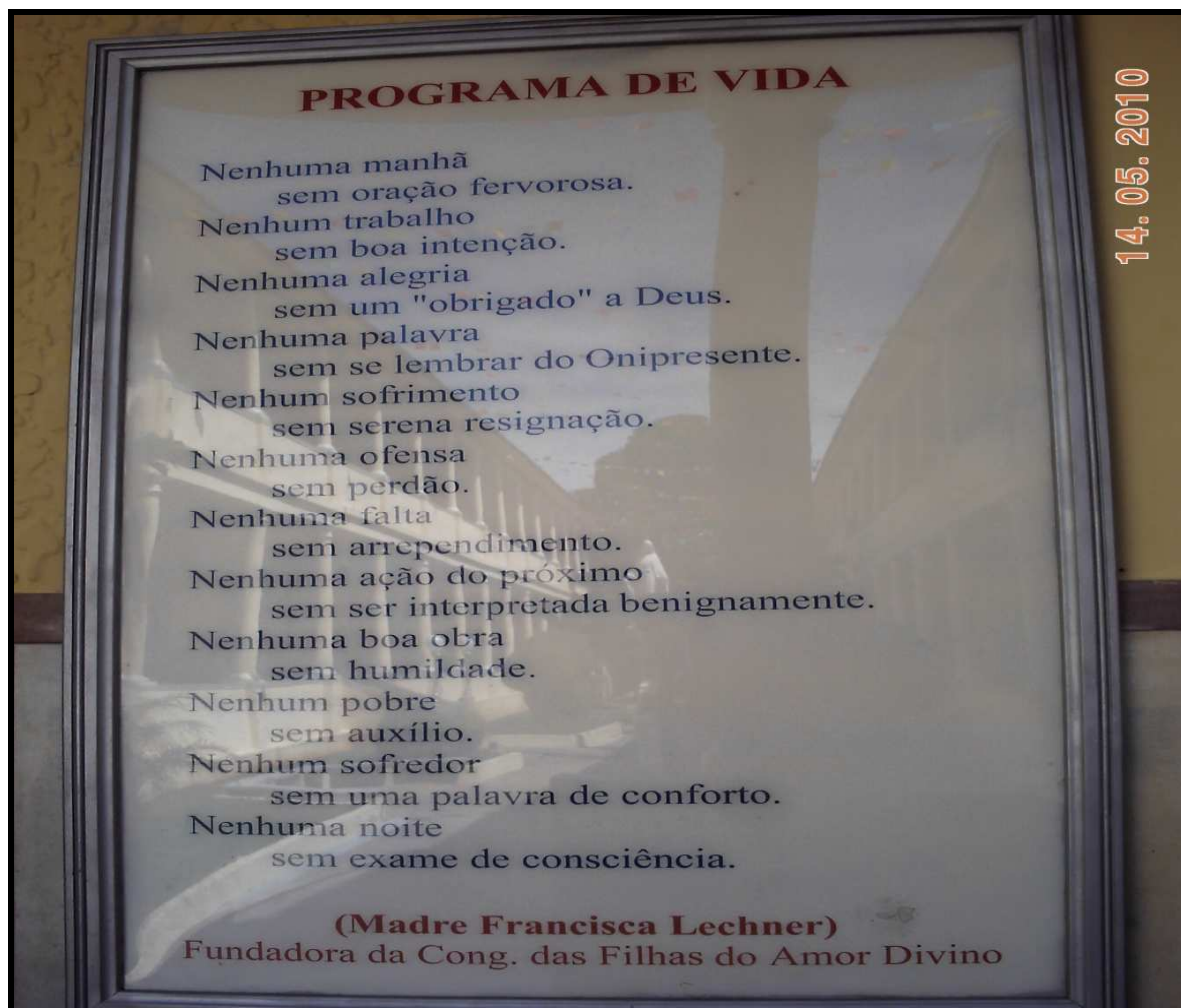 PROGRAMA DE VIDA
Nenhuma manhã
sem oração fervorosa.
Nenhum trabalho
sem boa intenção.
Nenhuma alegria
sem um "obrigado" a Deus.
Nenhuma palavra
sem se lembrar do Onipresente.
Nenhum sofrimento
sem serena resignação.
Nenhuma ofensa
sem perdão.
Nenhuma falta
sem arrependimento.
Nenhuma ação do próximo
sem ser interpretada benignamente.
Nenhuma boa obra
sem humildade.
Nenhum pobre
sem auxílio.
Nenhum sofredor
sem uma palavra de conforto.
Nenhuma noite
sem exame de consciência.
(Madre Francisca Lechner)
Fundadora da Cong. das Filhas do Amor Divino
14. 05. 2010